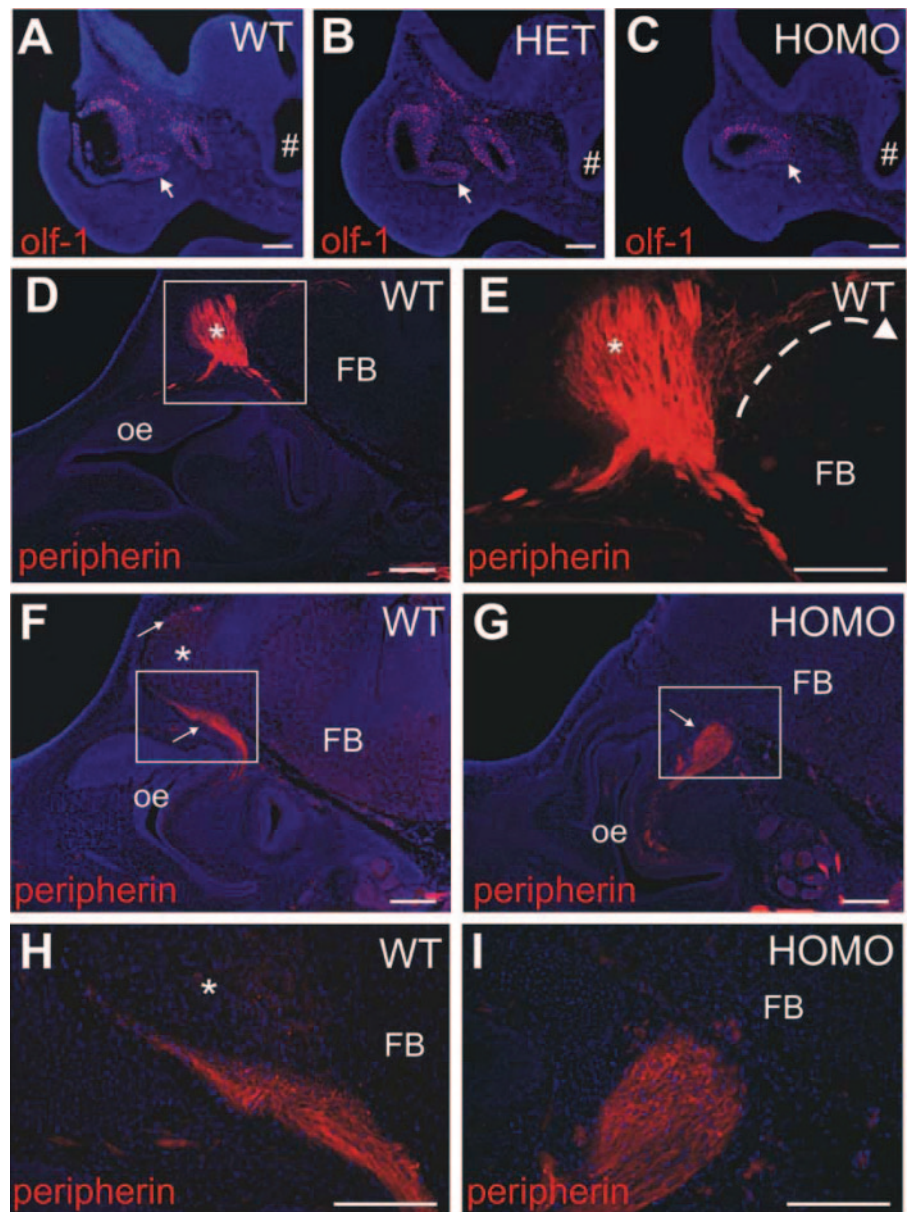 A WT
#
olf-1
B HET
#
olf-1
C HOMO
#
olf-1
D WT
*
FB
oe
peripherin
E WT
*
FB
peripherin
F WT
*
FB
oe
peripherin
G HOMO
FB
oe
peripherin
H WT
*
FB
peripherin
I HOMO
FB
peripherin